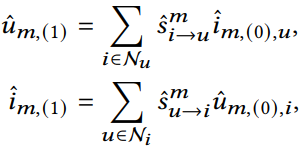 û_{m,(1)} = ∑_{i∈𝒩_u} ŝ^m_{i→u} î_{m,(0),u},
î_{m,(1)} = ∑_{u∈𝒩_i} ŝ^m_{u→i} û_{m,(0),i},